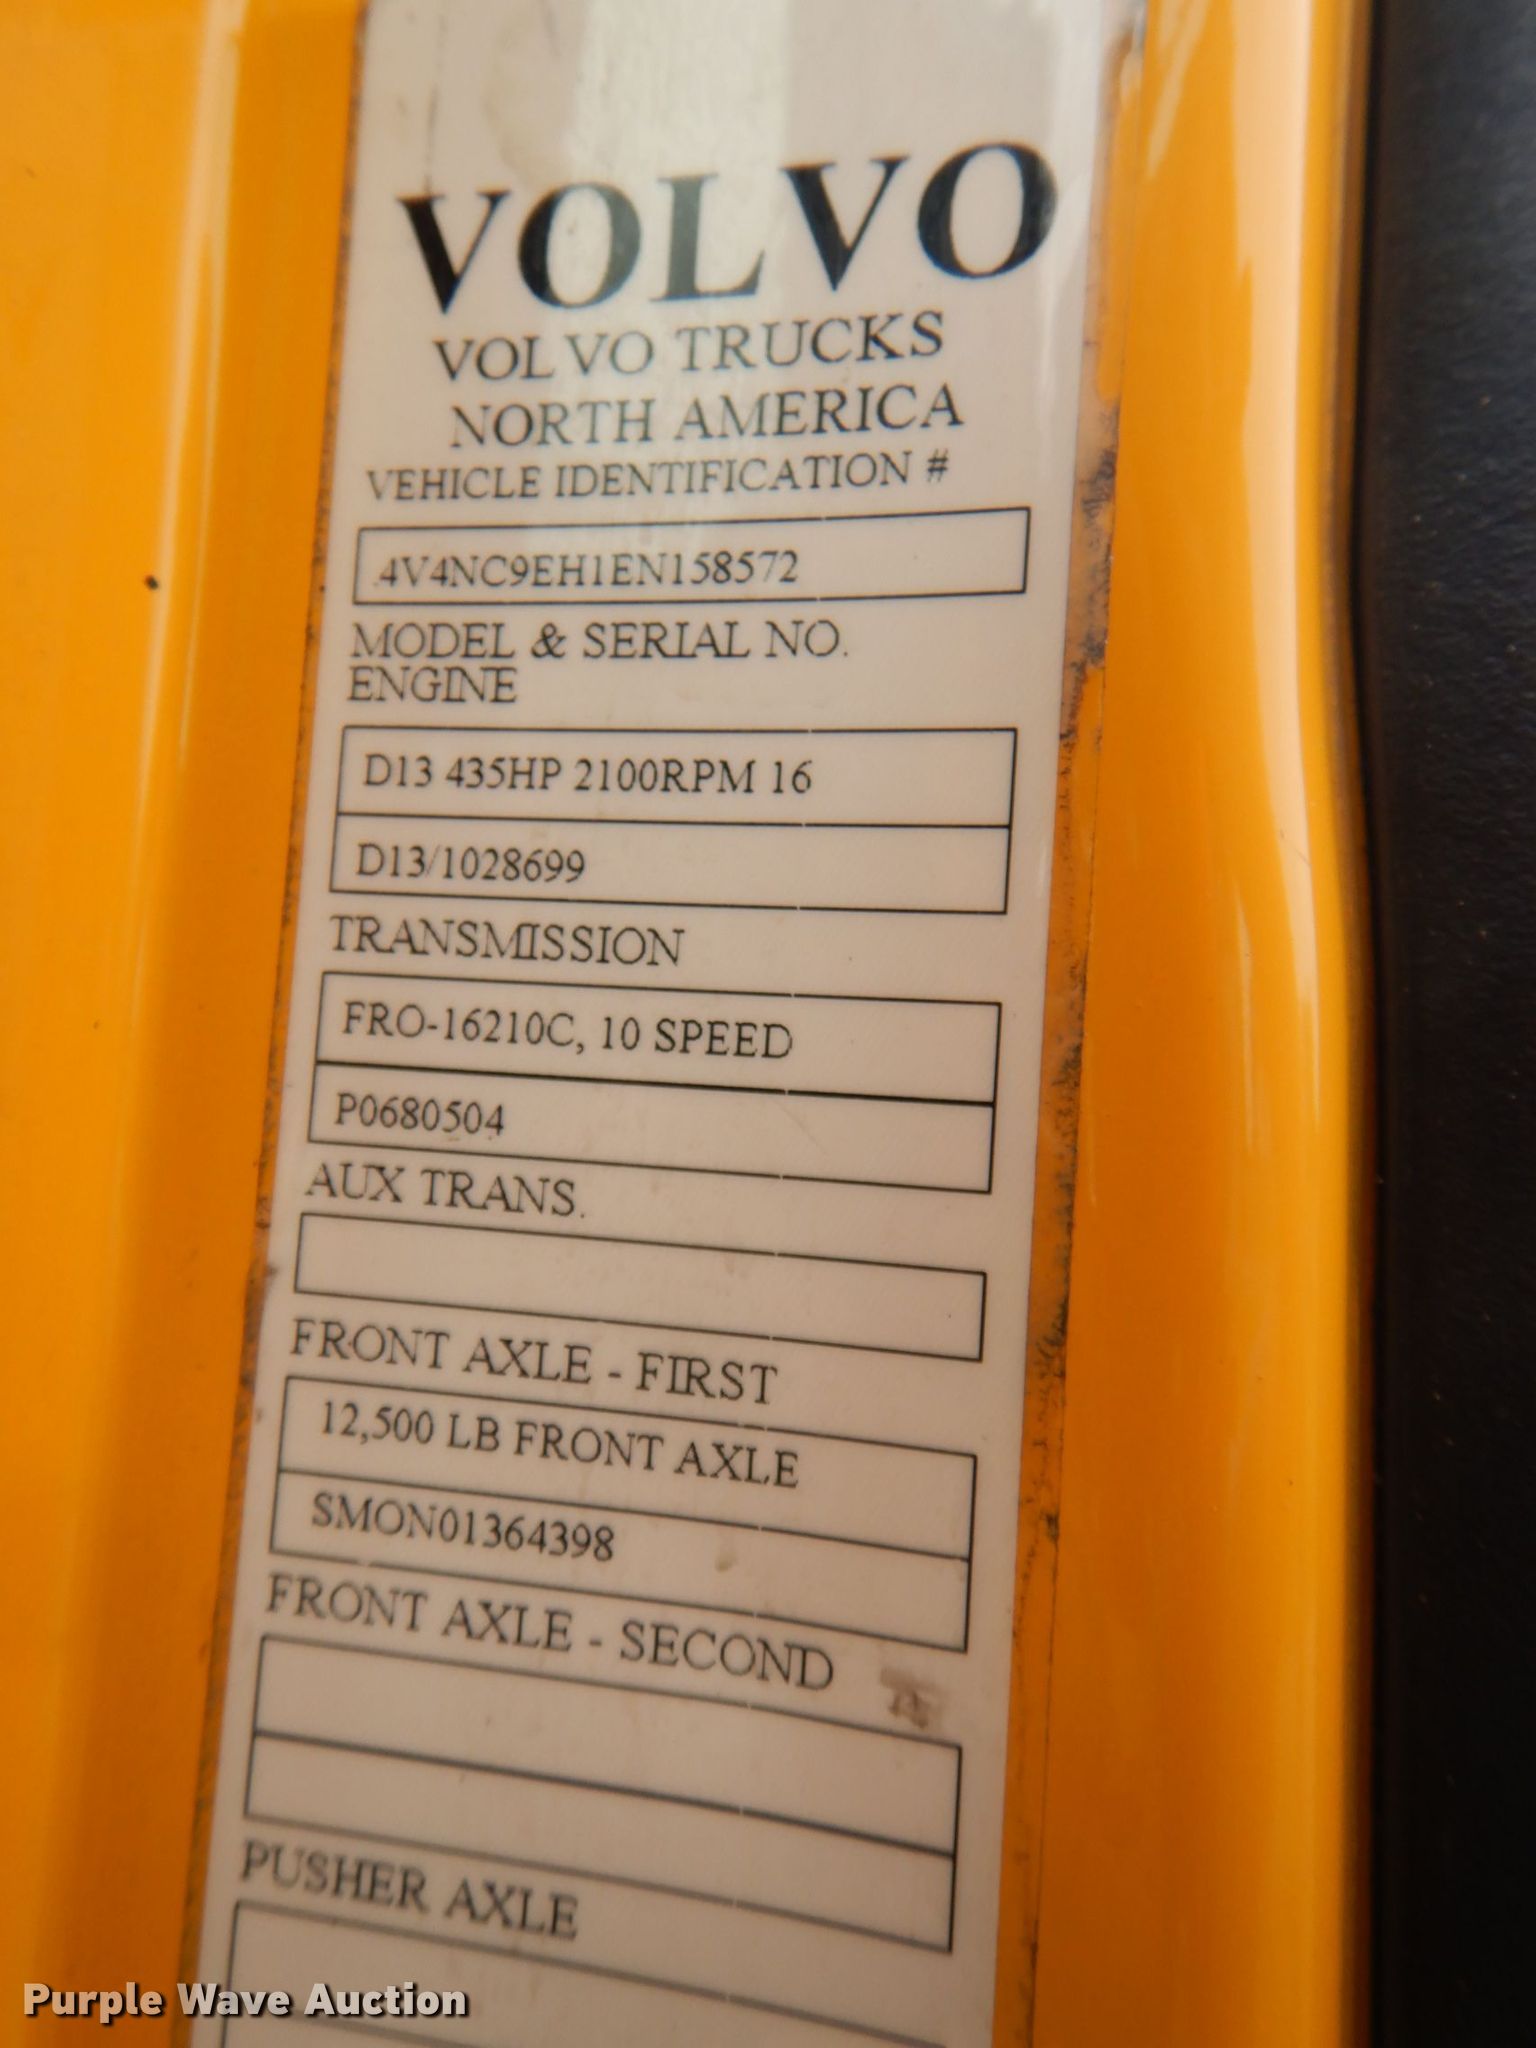 VOLVO
VOLVO TRUCKS
NORTH AMERICA
VEHICLE IDENTIFICATION #
4V4NC9EH1EN158572
MODEL & SERIAL NO.
ENGINE
D13 435HP 2100RPM 16
D13/1028699
TRANSMISSION
FRO-16210C, 10 SPEED
P0680504
AUX TRANS.
FRONT AXLE - FIRST
12,500 LB FRONT AXLE
SMON01364398
FRONT AXLE - SECOND
PUSHER AXLE
Purple Wave Auction